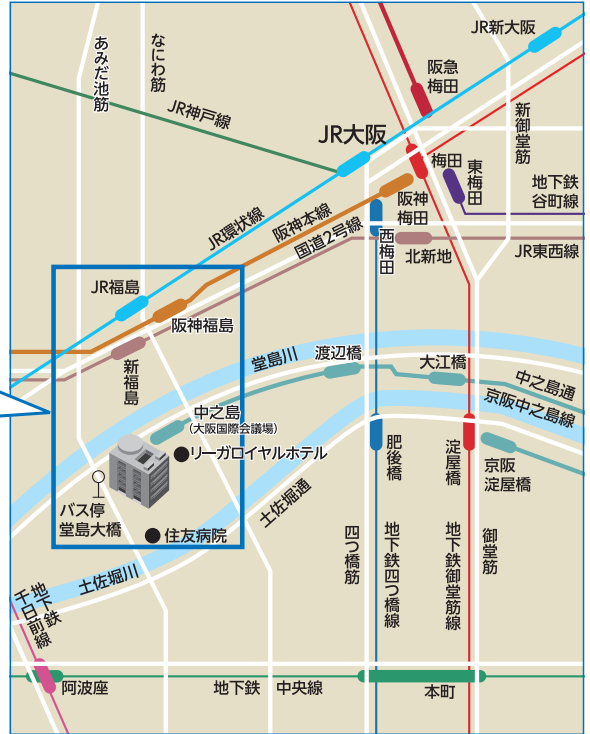 JR新大阪
あみだ池筋
なにわ筋
阪急
梅田
JR神戸線
JR大阪
新御堂筋
梅田
東梅田
地下鉄
谷町線
阪神
梅田
JR環状線
阪神本線
国道2号線
西梅田
北新地
JR東西線
JR福島
阪神福島
新福島
堂島川
渡辺橋
大江橋
中之島通
京阪中之島線
中之島
(大阪国際会議場)
リーガロイヤルホテル
肥後橋
淀屋橋
京阪
淀屋橋
バス停
堂島大橋
住友病院
土佐堀通
四つ橋筋
地下鉄四つ橋線
地下鉄御堂筋線
御堂筋
土佐堀川
地下鉄
千日前線
阿波座
地下鉄 中央線
本町